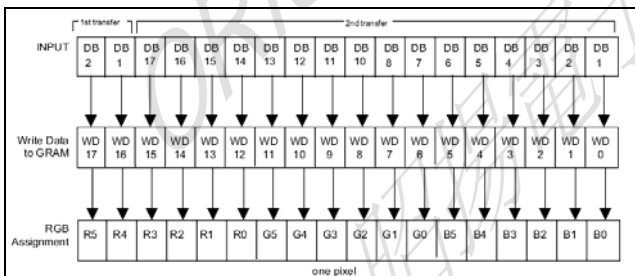 1st transfer 2nd transfer
INPUT DB 2 DB 1 DB 17 DB 16 DB 15 DB 14 DB 13 DB 12 DB 11 DB 10 DB 8 DB 7 DB 6 DB 5 DB 4 DB 3 DB 2 DB 1
Write Data to GRAM WD 17 WD 16 WD 15 WD 14 WD 13 WD 12 WD 11 WD 10 WD 9 WD 8 WD 7 WD 6 WD 5 WD 4 WD 3 WD 2 WD 1 WD 0
RGB Assignment R5 R4 R3 R2 R1 R0 G5 G4 G3 G2 G1 G0 B5 B4 B3 B2 B1 B0
one pixel